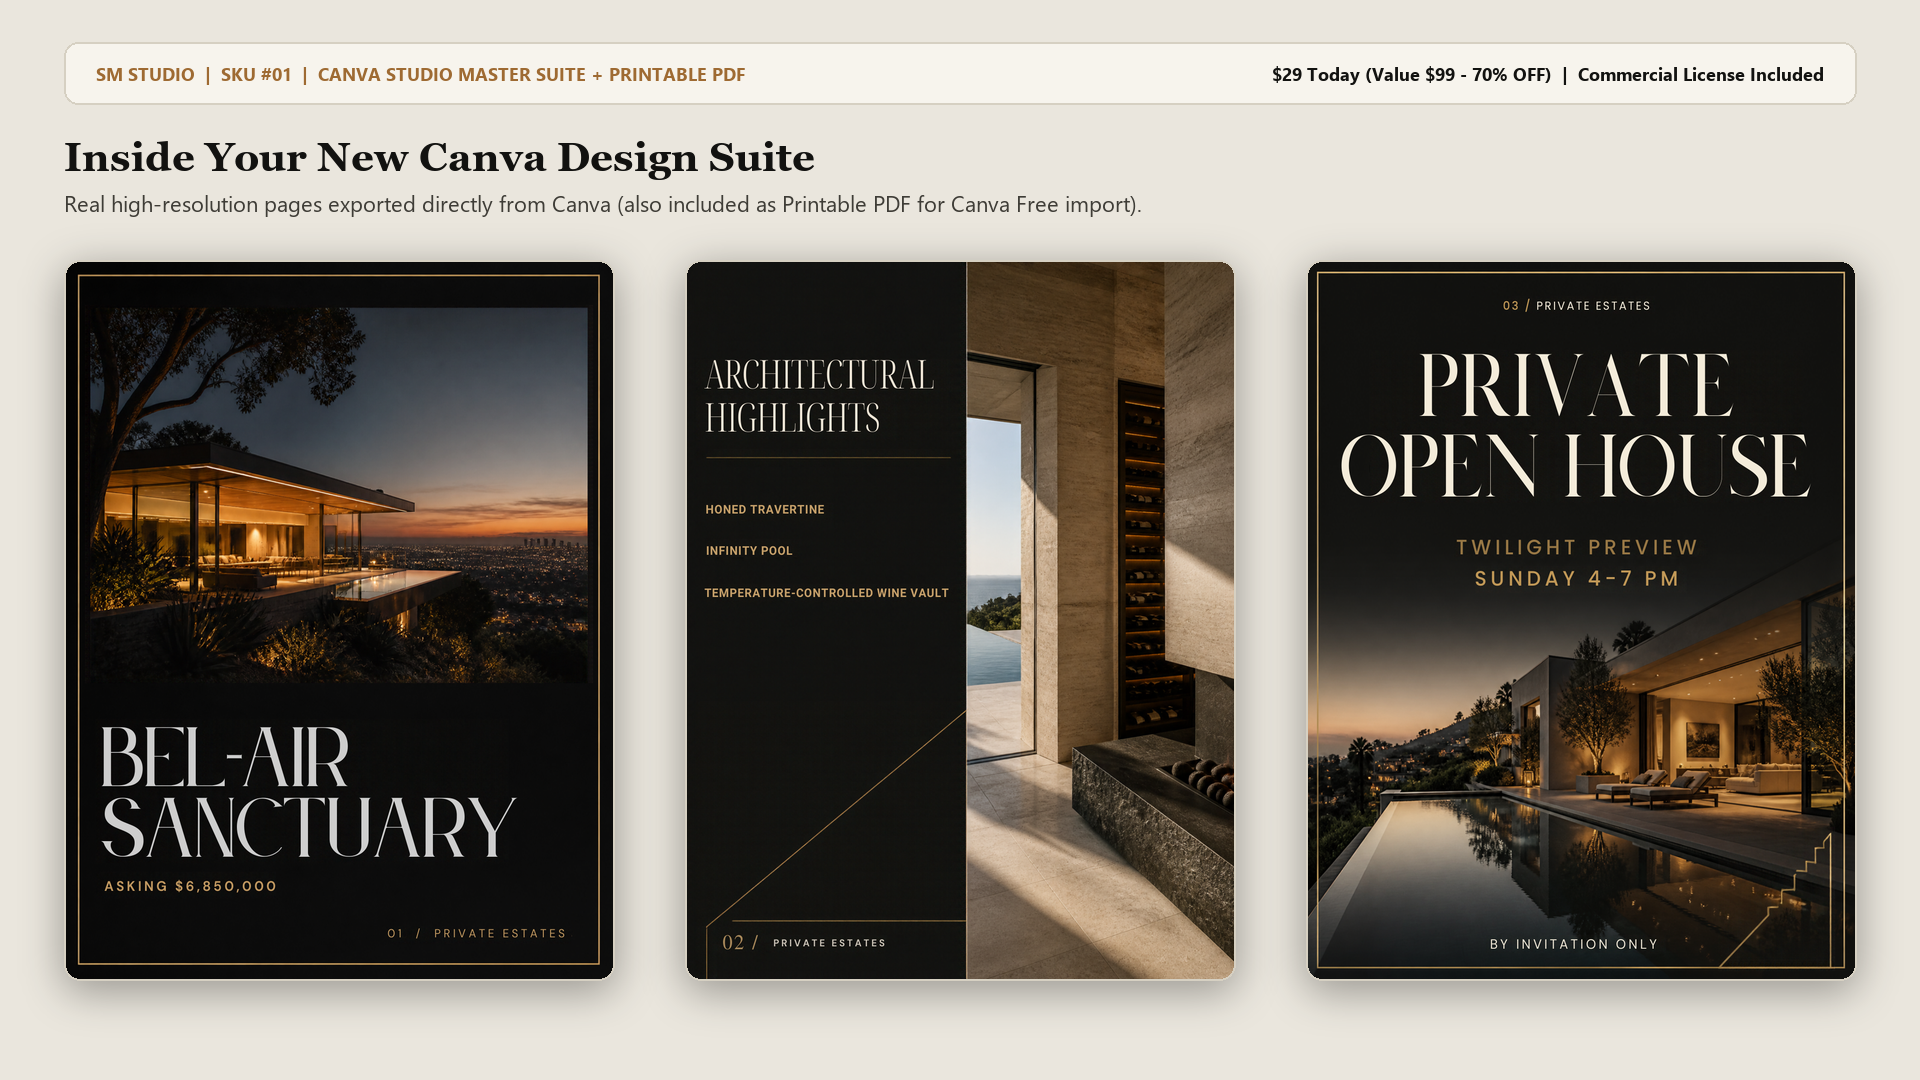 SM STUDIO | SKU #01 | CANVA STUDIO MASTER SUITE + PRINTABLE PDF
$29 Today (Value $99 - 70% OFF) | Commercial License Included
Inside Your New Canva Design Suite
Real high-resolution pages exported directly from Canva (also included as Printable PDF for Canva Free import).
BEL-AIR
SANCTUARY
ASKING $6,850,000
01 / PRIVATE ESTATES
ARCHITECTURAL
HIGHLIGHTS
HONED TRAVERTINE
INFINITY POOL
TEMPERATURE-CONTROLLED WINE VAULT
02 / PRIVATE ESTATES
03 / PRIVATE ESTATES
PRIVATE
OPEN HOUSE
TWILIGHT PREVIEW
SUNDAY 4-7 PM
BY INVITATION ONLY